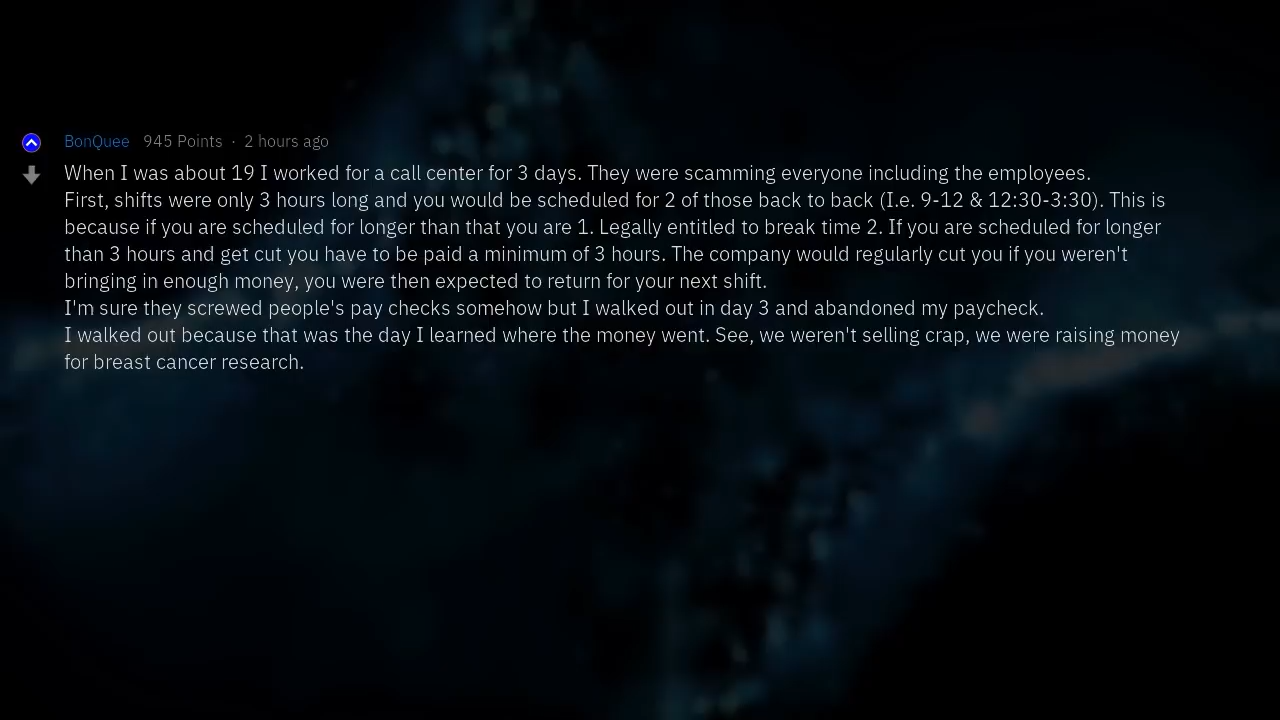 BonQuee 945 Points · 2 hours ago
When I was about 19 I worked for a call center for 3 days. They were scamming everyone including the employees.
First, shifts were only 3 hours long and you would be scheduled for 2 of those back to back (I.e. 9-12 & 12:30-3:30). This is
because if you are scheduled for longer than that you are 1. Legally entitled to break time 2. If you are scheduled for longer
than 3 hours and get cut you have to be paid a minimum of 3 hours. The company would regularly cut you if you weren't
bringing in enough money, you were then expected to return for your next shift.
I'm sure they screwed people's pay checks somehow but I walked out in day 3 and abandoned my paycheck.
I walked out because that was the day I learned where the money went. See, we weren't selling crap, we were raising money
for breast cancer research.